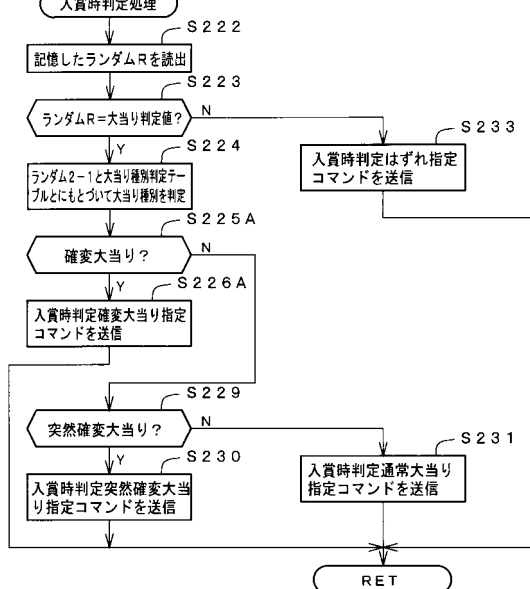 入賞時判定処理
S222
記憶したランダムRを読出
S223
ランダムR=大当り判定値?
N
Y
S224
S233
ランダム2-1と大当り種別判定テー
ブルとにもとづいて大当り種別を判定
入賞時判定はずれ指定
コマンドを送信
S225A
確変大当り?
N
Y
S226A
入賞時判定確変大当り指定
コマンドを送信
S229
突然確変大当り?
N
Y
S230
S231
入賞時判定突然確変大当
り指定コマンドを送信
入賞時判定通常大当り
指定コマンドを送信
RET